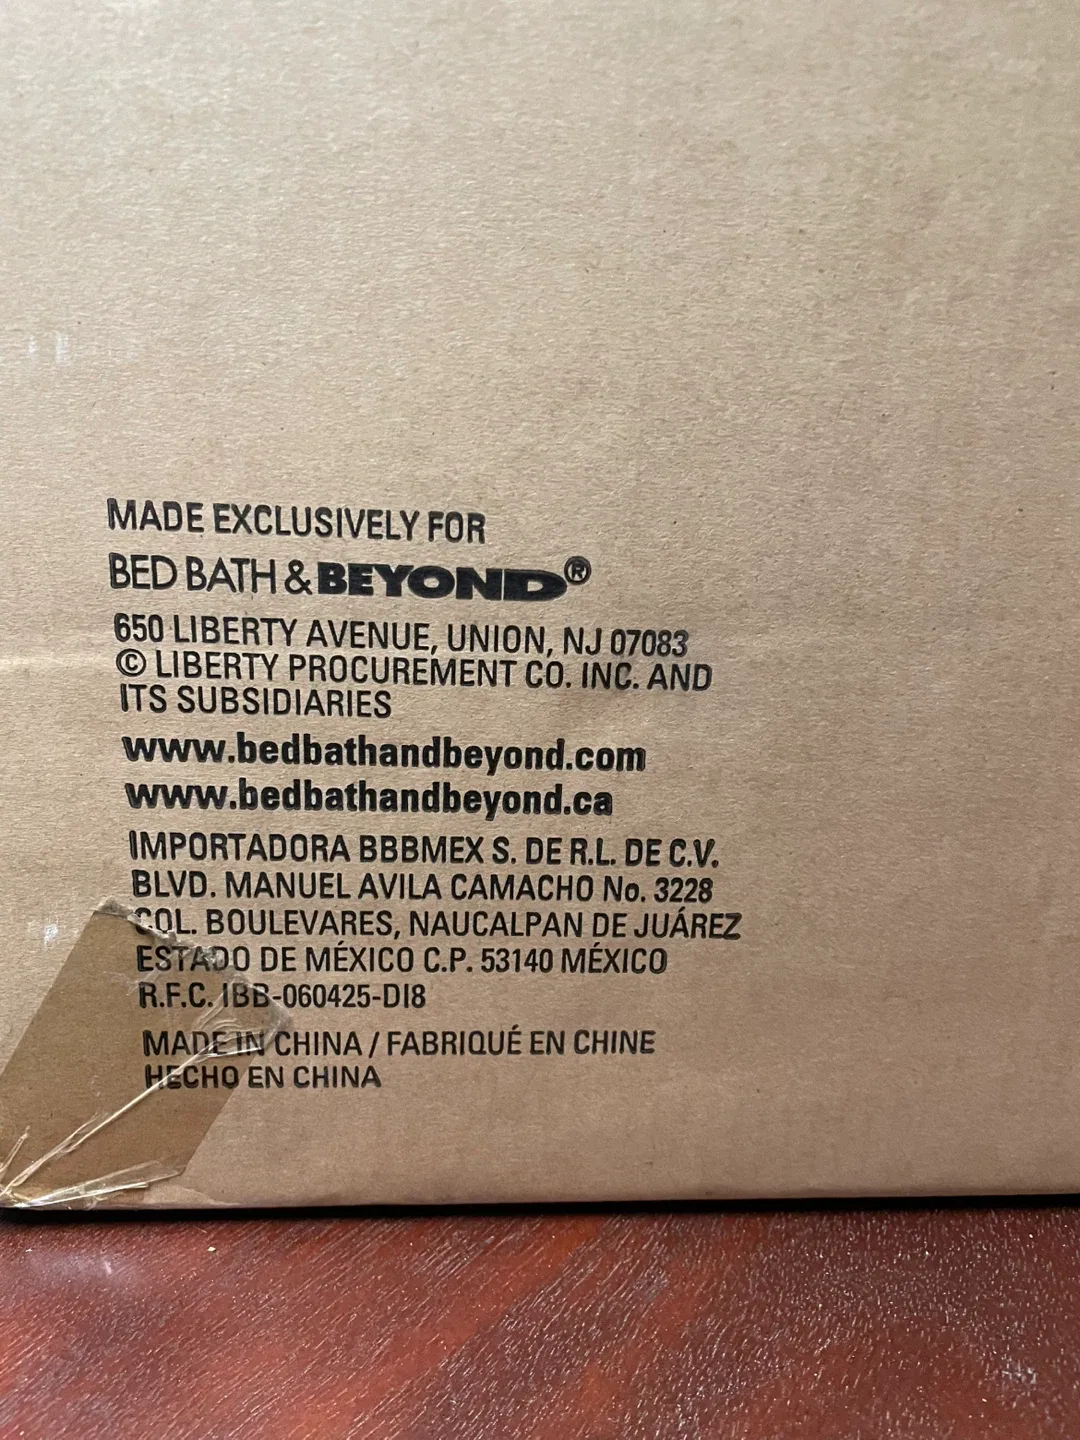 MADE EXCLUSIVELY FOR
BED BATH & BEYOND®
650 LIBERTY AVENUE, UNION, NJ 07083
© LIBERTY PROCUREMENT CO. INC. AND
ITS SUBSIDIARIES
www.bedbathandbeyond.com
www.bedbathandbeyond.ca
IMPORTADORA BBBMEX S. DE R.L. DE C.V.
BLVD. MANUEL AVILA CAMACHO No. 3228
COL. BOULEVARES, NAUCALPAN DE JUÁREZ
ESTADO DE MÉXICO C.P. 53140 MÉXICO
R.F.C. IBB-060425-DI8
MADE IN CHINA / FABRIQUÉ EN CHINE
HECHO EN CHINA